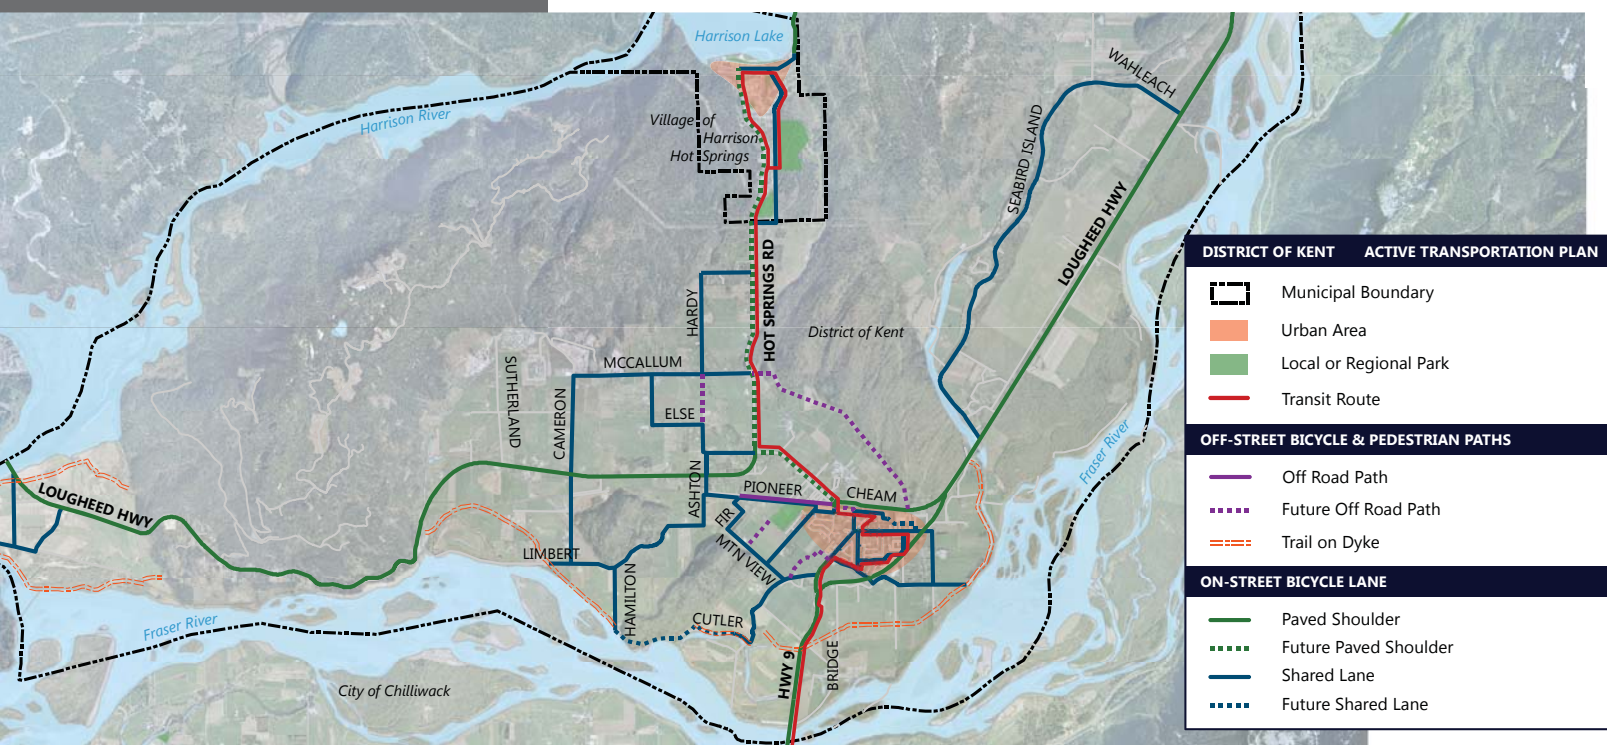 Harrison Lake
WAHLEACH
Harrison River
Village of
Harrison
Hot Springs
SEABIRD ISLAND
LOUGHEED HWY
HOT SPRINGS RD
HARDY
District of Kent
MCCALLUM
SUTHERLAND
CAMERON
ELSE
ASHTON
PIONEER
CHEAM
FIR
MTN VIEW
LOUGHEED HWY
LIMBERT
HAMILTON
CUTLER
Fraser River
Fraser River
HWY 9
BRIDGE
City of Chilliwack
DISTRICT OF KENT ACTIVE TRANSPORTATION PLAN
Municipal Boundary
Urban Area
Local or Regional Park
Transit Route
OFF-STREET BICYCLE & PEDESTRIAN PATHS
Off Road Path
Future Off Road Path
Trail on Dyke
ON-STREET BICYCLE LANE
Paved Shoulder
Future Paved Shoulder
Shared Lane
Future Shared Lane